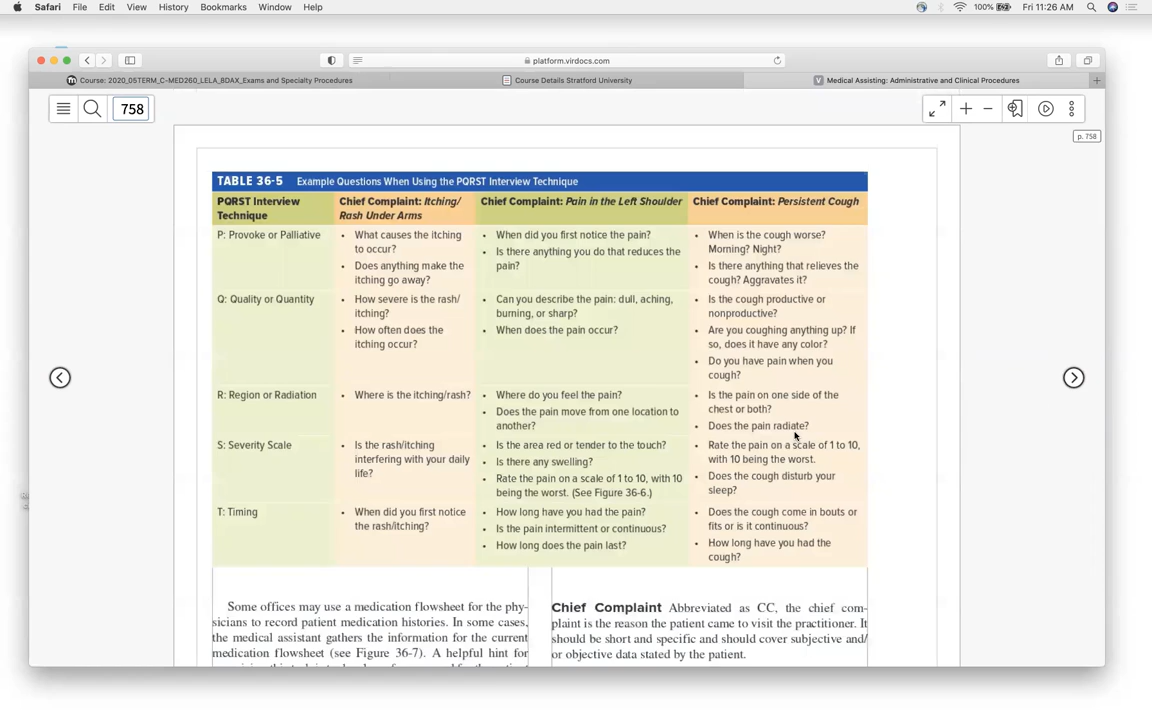 Safari File Edit View History Bookmarks Window Help 100% Fri 11:26 AM
platform.virdocs.com
Course: 2020_05TERM_C-MED260_LELA_8DAX_Exams and Specialty Procedures
Course Details Stratford University
Medical Assisting: Administrative and Clinical Procedures
758
p. 758
TABLE 36-5 Example Questions When Using the PQRST Interview Technique
PQRST Interview
Technique
Chief Complaint: Itching/
Rash Under Arms
Chief Complaint: Pain in the Left Shoulder
Chief Complaint: Persistent Cough
P: Provoke or Palliative
• What causes the itching
to occur?
• Does anything make the
itching go away?
• When did you first notice the pain?
• Is there anything you do that reduces the
pain?
• When is the cough worse?
Morning? Night?
• Is there anything that relieves the
cough? Aggravates it?
Q: Quality or Quantity
• How severe is the rash/
itching?
• How often does the
itching occur?
• Can you describe the pain: dull, aching,
burning, or sharp?
• When does the pain occur?
• Is the cough productive or
nonproductive?
• Are you coughing anything up? If
so, does it have any color?
• Do you have pain when you
cough?
R: Region or Radiation
• Where is the itching/rash?
• Where do you feel the pain?
• Does the pain move from one location to
another?
• Is the pain on one side of the
chest or both?
• Does the pain radiate?
S: Severity Scale
• Is the rash/itching
interfering with your daily
life?
• Is the area red or tender to the touch?
• Is there any swelling?
• Rate the pain on a scale of 1 to 10, with 10
being the worst. (See Figure 36-6.)
• Rate the pain on a scale of 1 to 10,
with 10 being the worst.
• Does the cough disturb your
sleep?
T: Timing
• When did you first notice
the rash/itching?
• How long have you had the pain?
• Is the pain intermittent or continuous?
• How long does the pain last?
• Does the cough come in bouts or
fits or is it continuous?
• How long have you had the
cough?
Some offices may use a medication flowsheet for the phy-
sicians to record patient medication histories. In some cases,
the medical assistant gathers the information for the current
medication flowsheet (see Figure 36-7). A helpful hint for
Chief Complaint Abbreviated as CC, the chief com-
plaint is the reason the patient came to visit the practitioner. It
should be short and specific and should cover subjective and/
or objective data stated by the patient.